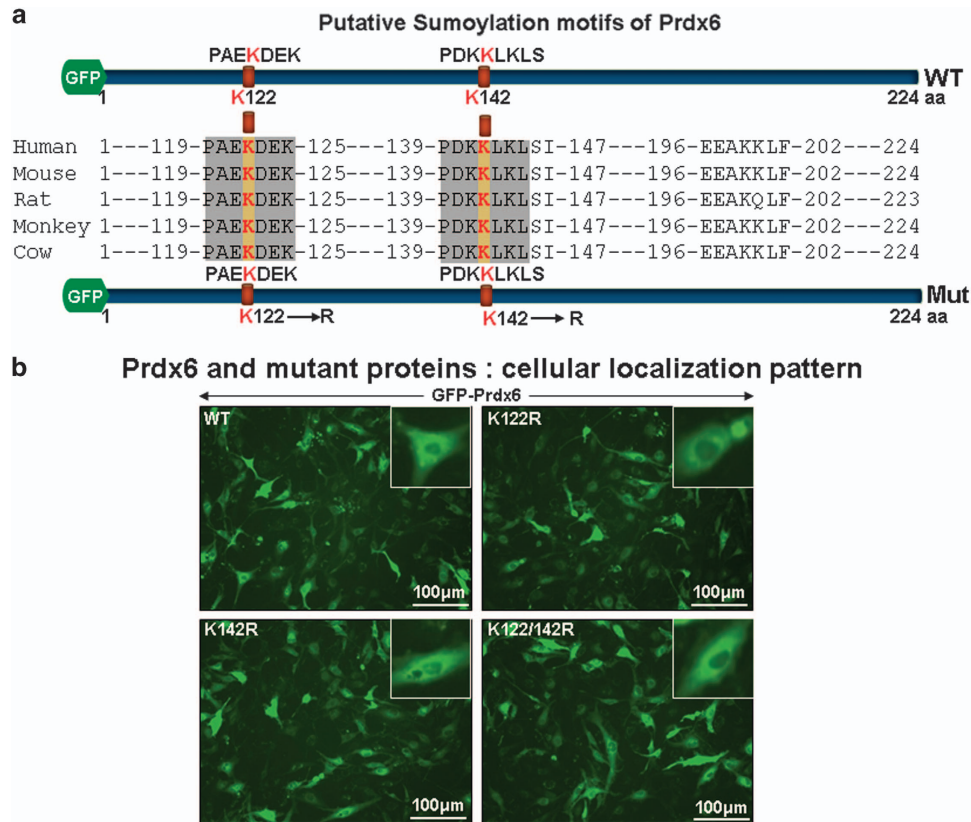 a
Putative Sumoylation motifs of Prdx6
PAEKDEK PDKKLKLS
GFP WT
1 K122 K142 224 aa
Human 1---119-PAEKDEK-125---139-PDKKLKLSI-147---196-EEAKKLF-202---224
Mouse 1---119-PAEKDEK-125---139-PDKKLKLSI-147---196-EEAKKLF-202---224
Rat 1---119-PAEKDEK-125---139-PDKKLKLSI-147---196-EEAKQLF-202---223
Monkey 1---119-PAEKDEK-125---139-PDKKLKLSI-147---196-EEAKKLF-202---224
Cow 1---119-PAEKDEK-125---139-PDKKLKLSI-147---196-EEAKKLF-202---224
PAEKDEK PDKKLKLS
GFP Mut
1 K122→R K142→R 224 aa
b
Prdx6 and mutant proteins : cellular localization pattern
GFP-Prdx6
WT K122R
100µm 100µm
K142R K122/142R
100µm 100µm